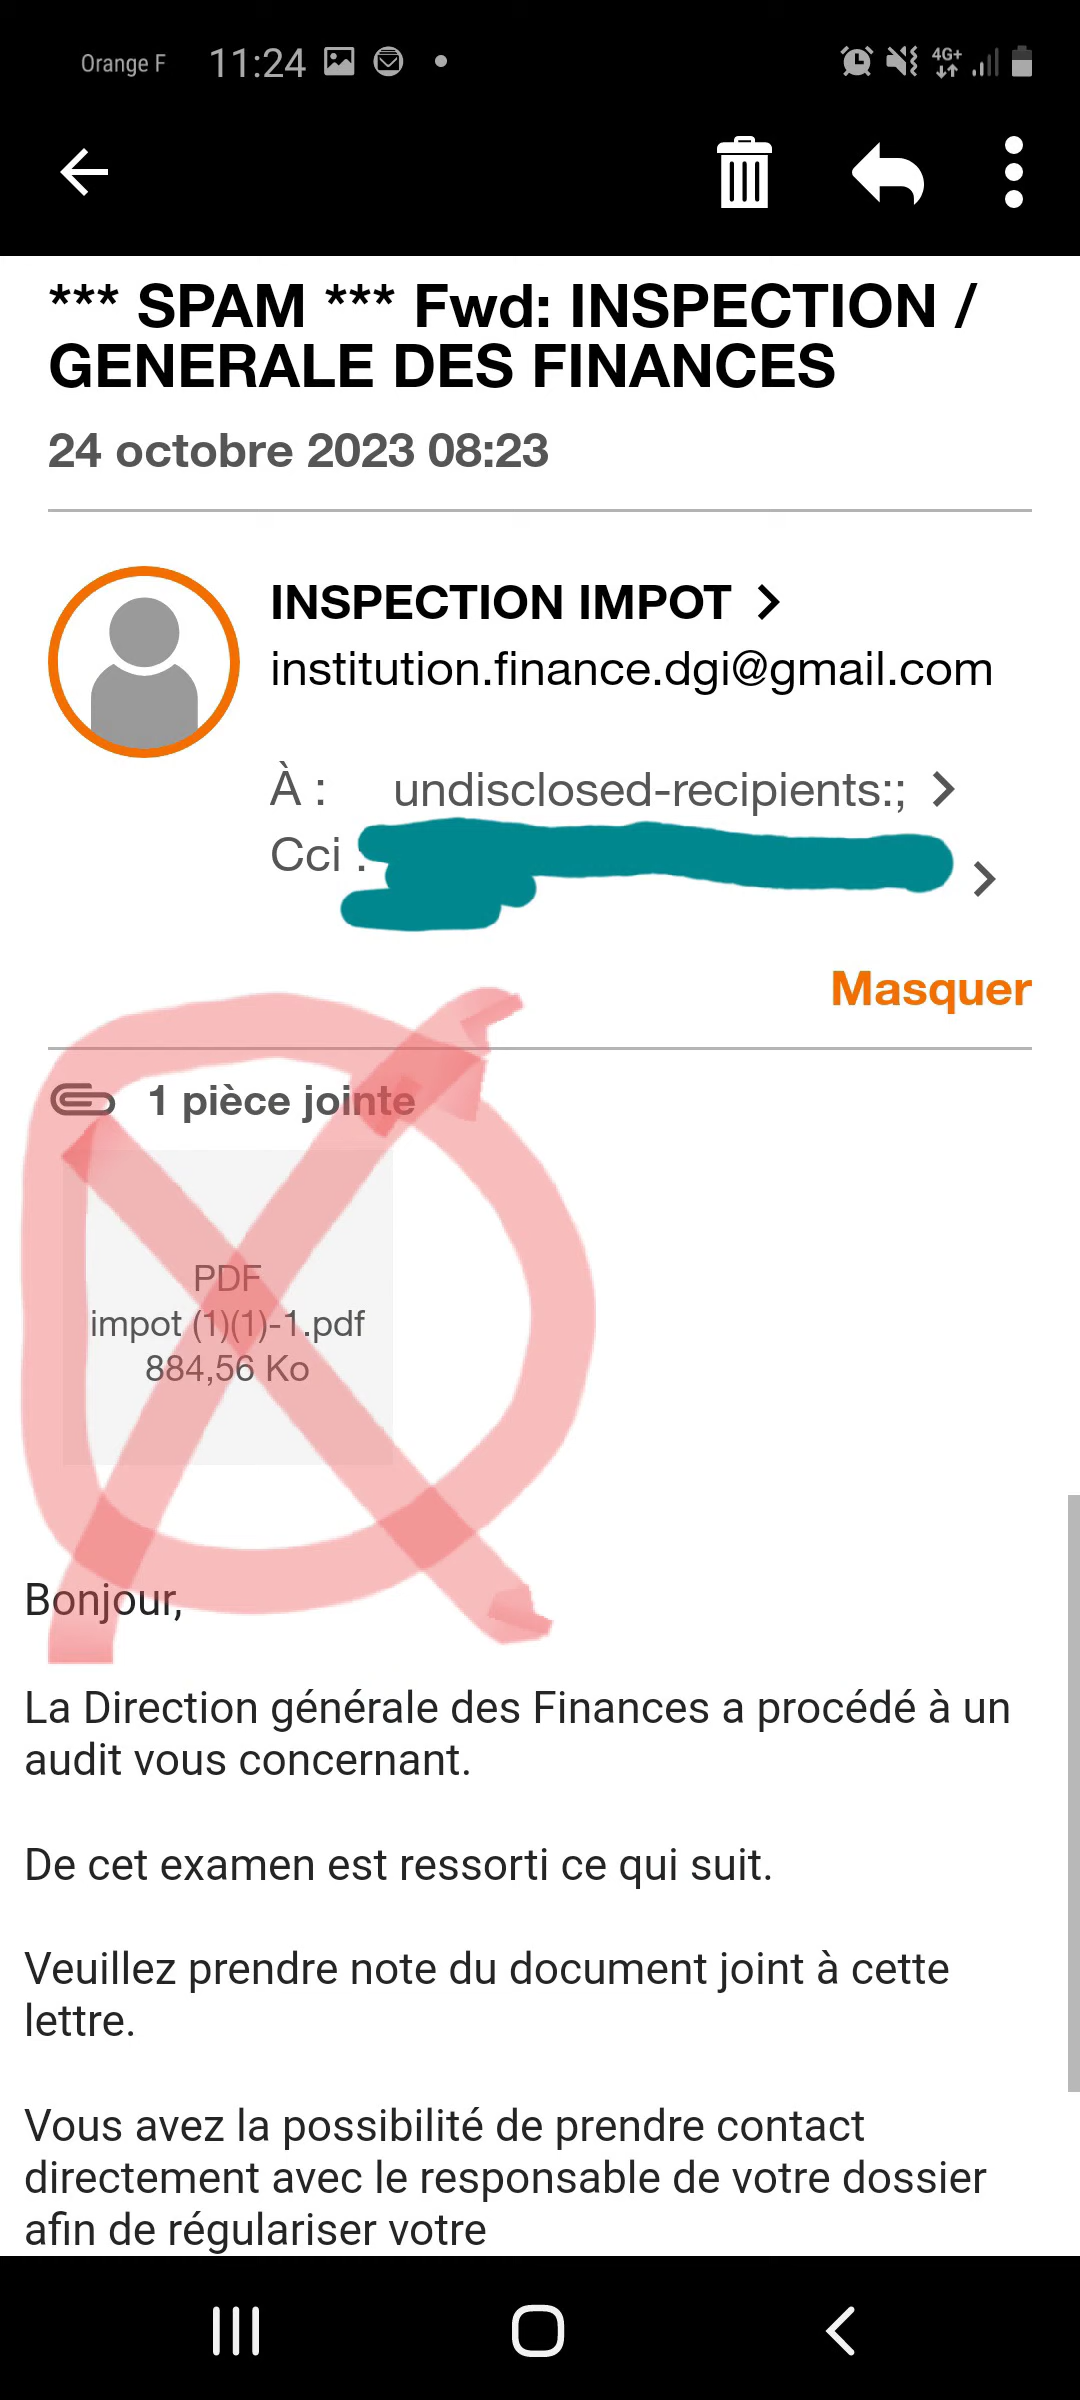 Orange F 11:24 4G+
*** SPAM *** Fwd: INSPECTION /
GENERALE DES FINANCES
24 octobre 2023 08:23
INSPECTION IMPOT
institution.finance.dgi@gmail.com
À : undisclosed-recipients:;
Cci :
Masquer
1 pièce jointe
PDF
impot (1)(1)-1.pdf
884,56 Ko
Bonjour,
La Direction générale des Finances a procédé à un
audit vous concernant.
De cet examen est ressorti ce qui suit.
Veuillez prendre note du document joint à cette
lettre.
Vous avez la possibilité de prendre contact
directement avec le responsable de votre dossier
afin de régulariser votre